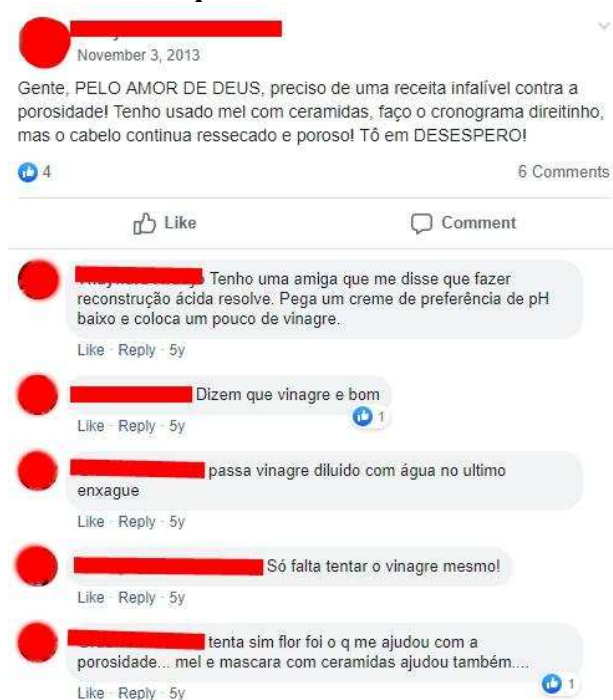 November 3, 2013
Gente, PELO AMOR DE DEUS, preciso de uma receita infalível contra a
porosidade! Tenho usado mel com ceramidas, faço o cronograma direitinho,
mas o cabelo continua ressecado e poroso! Tô em DESESPERO!
4
6 Comments
Like
Comment
Tenho uma amiga que me disse que fazer
reconstrução ácida resolve. Pega um creme de preferência de pH
baixo e coloca um pouco de vinagre.
Like · Reply · 5y
Dizem que vinagre e bom
1
Like · Reply · 5y
passa vinagre diluido com água no ultimo
enxague
Like · Reply · 5y
Só falta tentar o vinagre mesmo!
Like · Reply · 5y
tenta sim flor foi o q me ajudou com a
porosidade... mel e mascara com ceramidas ajudou também....
1
Like · Reply · 5y